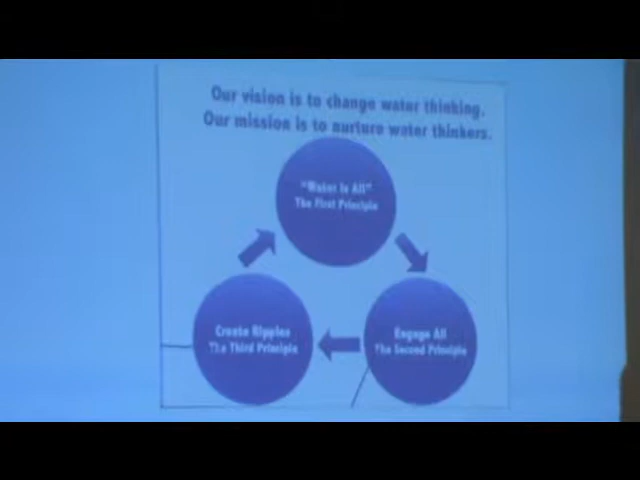 Our vision is to change water thinking.
Our mission is to nurture water thinkers.
"Water Is All"
The First Principle
Engage All
The Second Principle
Create Ripples
The Third Principle